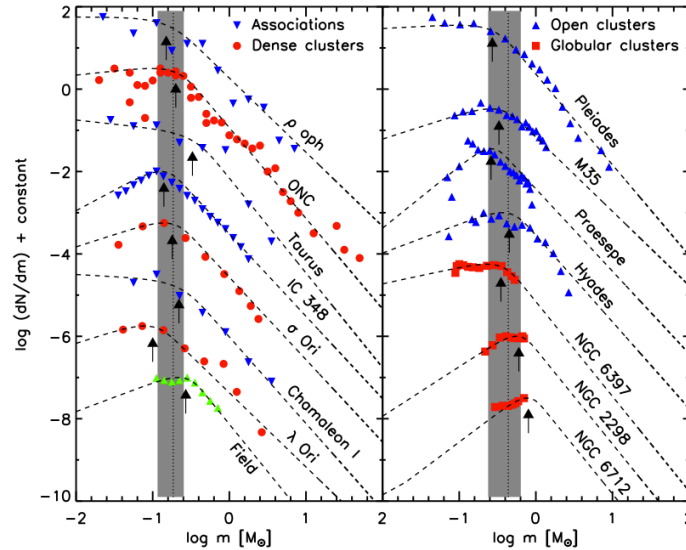 Associations
Dense clusters
Open clusters
Globular clusters
log (dN/dm) + constant
2
0
−2
−4
−6
−8
−10
ρ oph
ONC
Taurus
IC 348
σ Ori
Chamaleon I
λ Ori
Field
Pleiades
M35
Praesepe
Hyades
NGC 6397
NGC 2298
NGC 6712
−2 −1 0 1 2
−1 0 1 2
log m [M⊙]
log m [M⊙]